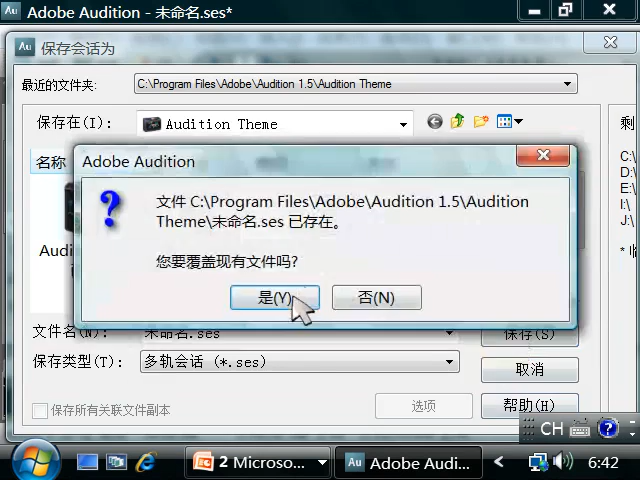 Adobe Audition - 未命名.ses*
保存会话为
最近的文件夹:
C:\Program Files\Adobe\Audition 1.5\Audition Theme
保存在(I):
Audition Theme
剩
名称
Adobe Audition
文件 C:\Program Files\Adobe\Audition 1.5\Audition
Theme\未命名.ses 已存在。
您要覆盖现有文件吗?
是(Y)
否(N)
Audi
C:\
D:\
E:\
I:\
J:\
* 临
文件名(N):
未命名.ses
保存(S)
保存类型(T):
多轨会话 (*.ses)
取消
保存所有关联文件副本
选项
帮助(H)
CH
2 Microso...
Adobe Audi...
6:42